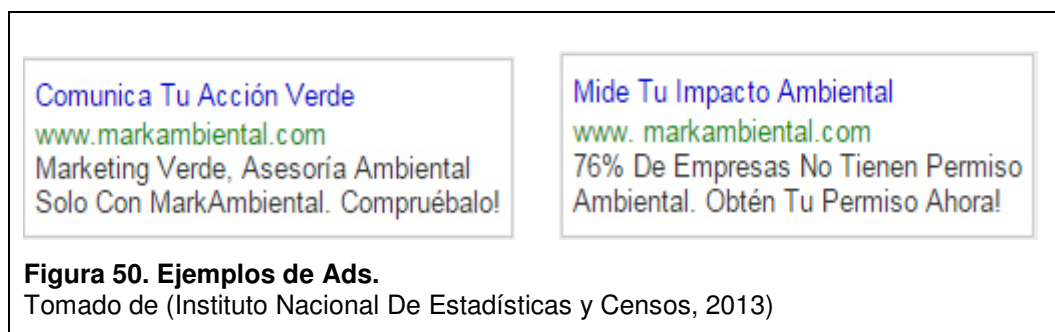 Comunica Tu Acción Verde
www.markambiental.com
Marketing Verde, Asesoría Ambiental
Solo Con MarkAmbiental. Compruébalo!
Mide Tu Impacto Ambiental
www. markambiental.com
76% De Empresas No Tienen Permiso
Ambiental. Obtén Tu Permiso Ahora!
Figura 50. Ejemplos de Ads.
Tomado de (Instituto Nacional De Estadísticas y Censos, 2013)